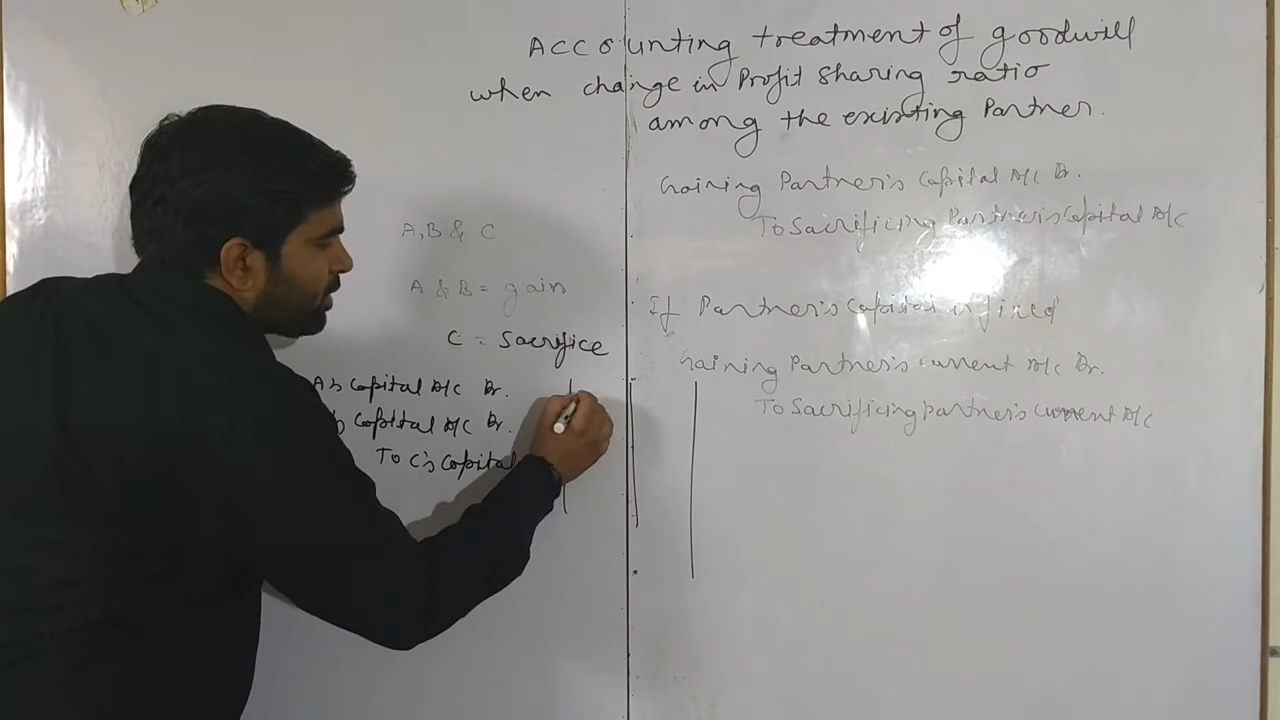 Accounting treatment of goodwill
when change in Profit sharing ratio
among the existing Partner.
Gaining Partner's Capital A/C Dr.
To Sacrificing Partner's Capital A/C
A, B & C
A & B = gain
C = Sacrifice
If Partner's Capital is fixed
Gaining Partner's current A/C Dr.
To Sacrificing partner's current A/C
A's Capital A/C Dr.
's Capital A/C Dr.
To C's Capital